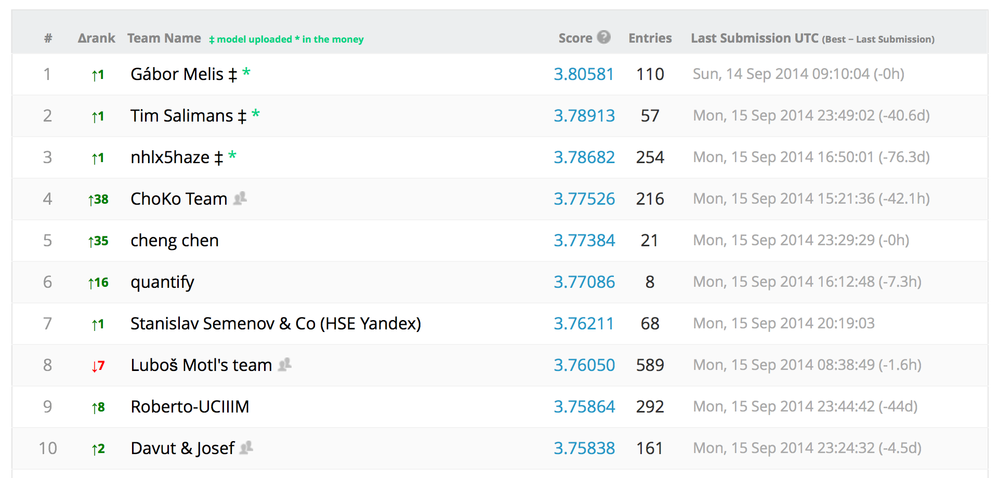 # Δrank Team Name ‡ model uploaded * in the money Score ? Entries Last Submission UTC (Best − Last Submission)
1 ↑1 Gábor Melis ‡ * 3.80581 110 Sun, 14 Sep 2014 09:10:04 (-0h)
2 ↑1 Tim Salimans ‡ * 3.78913 57 Mon, 15 Sep 2014 23:49:02 (-40.6d)
3 ↑1 nhlx5haze ‡ * 3.78682 254 Mon, 15 Sep 2014 16:50:01 (-76.3d)
4 ↑38 ChoKo Team 3.77526 216 Mon, 15 Sep 2014 15:21:36 (-42.1h)
5 ↑35 cheng chen 3.77384 21 Mon, 15 Sep 2014 23:29:29 (-0h)
6 ↑16 quantify 3.77086 8 Mon, 15 Sep 2014 16:12:48 (-7.3h)
7 ↑1 Stanislav Semenov & Co (HSE Yandex) 3.76211 68 Mon, 15 Sep 2014 20:19:03
8 ↓7 Luboš Motl's team 3.76050 589 Mon, 15 Sep 2014 08:38:49 (-1.6h)
9 ↑8 Roberto-UCIIIM 3.75864 292 Mon, 15 Sep 2014 23:44:42 (-44d)
10 ↑2 Davut & Josef 3.75838 161 Mon, 15 Sep 2014 23:24:32 (-4.5d)